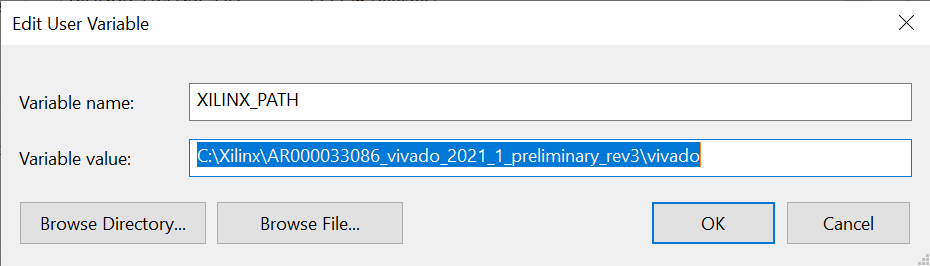 Edit User Variable
Variable name:
XILINX_PATH
Variable value:
C:\Xilinx\AR000033086_vivado_2021_1_preliminary_rev3\vivado
Browse Directory...
Browse File...
OK
Cancel